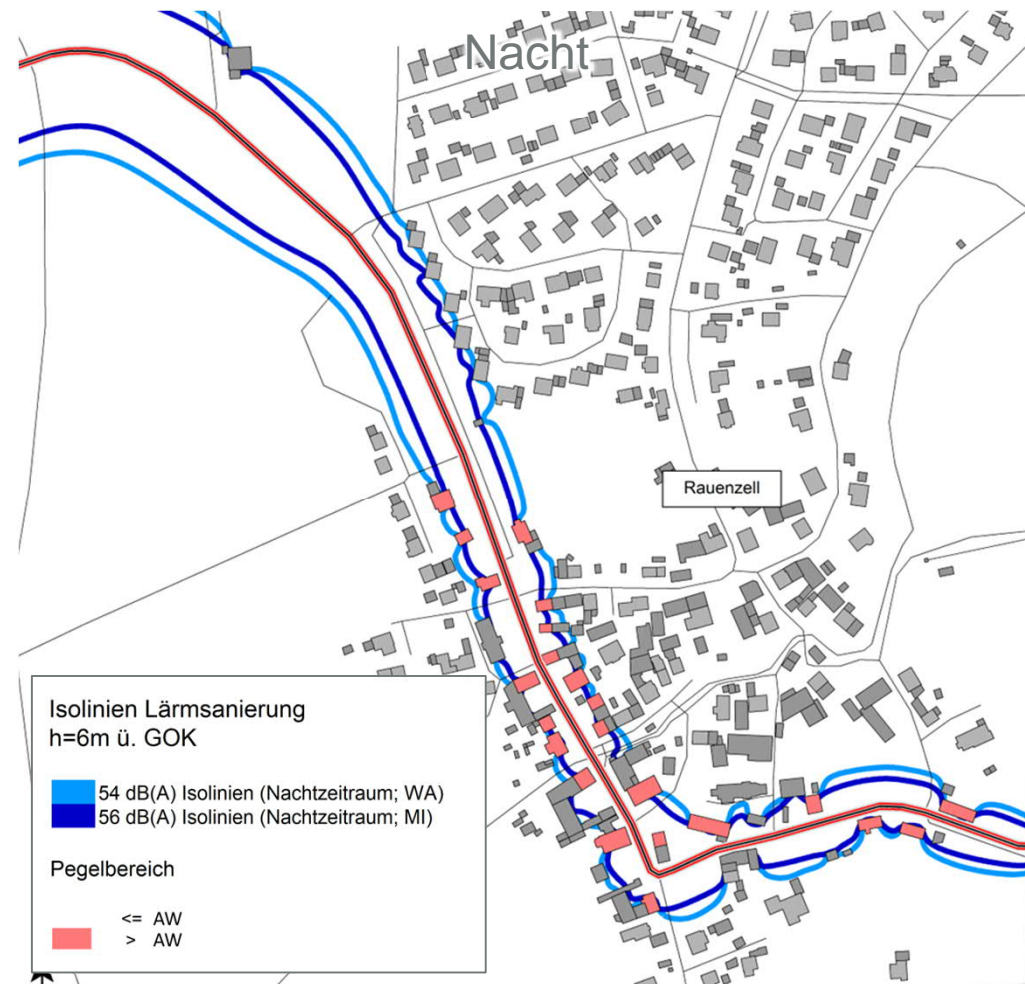 Nacht
Rauenzell
Isolinien Lärmsanierung
h=6m ü. GOK
54 dB(A) Isolinien (Nachtzeitraum; WA)
56 dB(A) Isolinien (Nachtzeitraum; MI)
Pegelbereich
<= AW
> AW